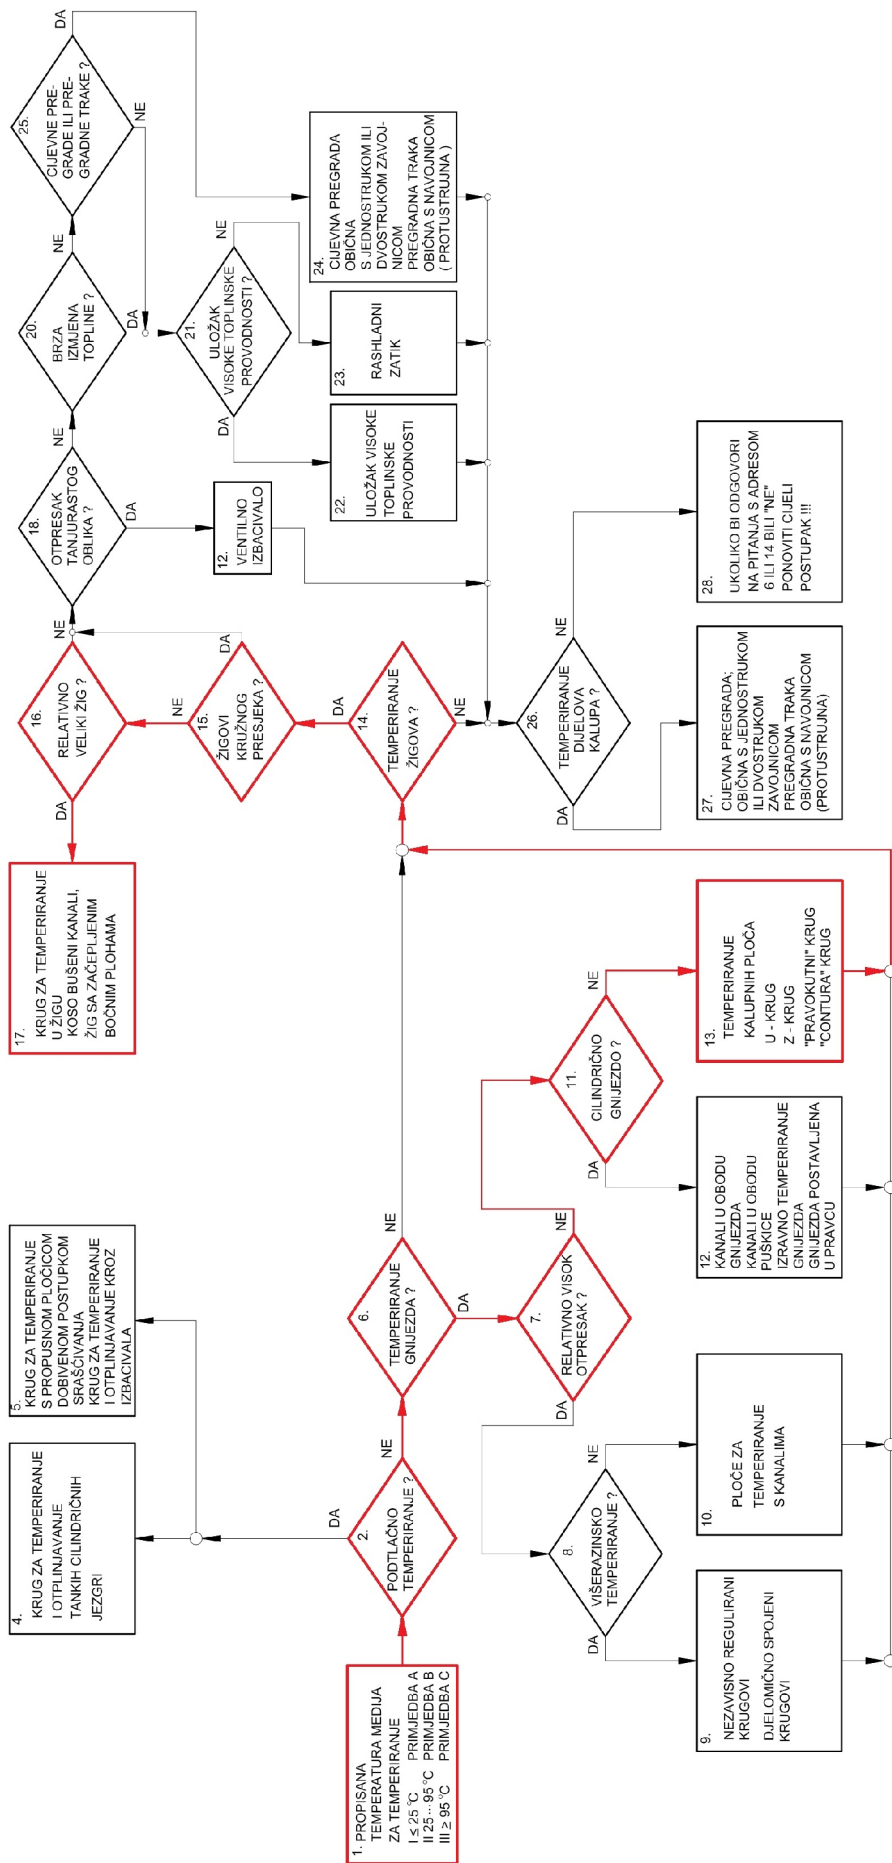 1. PROPISANA
TEMPERATURA MEDIJA
ZA TEMPERIRANJE
I ≤ 25 °C PRIMJEDBA A
II 25 ... 95 °C PRIMJEDBA B
III ≥ 95 °C PRIMJEDBA C
2.
PODTLAČNO
TEMPERIRANJE ?
DA
NE
4.
KRUG ZA TEMPERIRANJE
I OTPLINJAVANJE
TANKIH CILINDRIČNIH
JEZGRI
5.
KRUG ZA TEMPERIRANJE
S PROPUSNOM PLOCICOM
DOBIVENOM POSTUPKOM
SRAŠĆIVANJA
KRUG ZA TEMPERIRANJE
I OTPLINJAVANJE KROZ
IZBACIVALA
6.
TEMPERIRANJE
GNIJEZDA ?
NE
DA
7.
RELATIVNO VISOK
OTPRESAK ?
DA
NE
8.
VIŠERAZINSKO
TEMPERIRANJE ?
DA
NE
9.
NEZAVISNO REGULIRANI
KRUGOVI
DJELOMIČNO SPOJENI
KRUGOVI
10.
PLOČE ZA
TEMPERIRANJE
S KANALIMA
11.
CILINDRIČNO
GNIJEZDO ?
DA
NE
12.
KANALI U OBODU
GNIJEZDA
KANALI U OBODU
PUŠKICE
IZRAVNO TEMPERIRANJE
GNIJEZDA
GNIJEZDA POSTAVLJENA
U PRAVCU
13.
TEMPERIRANJE
KALUPNIH PLOČA
U - KRUG
Z - KRUG
"PRAVOKUTNI" KRUG
"CONTURA" KRUG
14.
TEMPERIRANJE
ŽIGOVA ?
DA
NE
15.
ŽIGOVI
KRUŽNOG
PRESJEKA ?
NE
DA
16.
RELATIVNO
VELIKI ŽIG ?
DA
NE
17.
KRUG ZA TEMPERIRANJE
U ŽIGU
KOSO BUŠENI KANALI,
ŽIG SA ZAČEPLJENIM
BOČNIM PLOHAMA
18.
OTPRESAK
TANJURASTOG
OBLIKA ?
NE
DA
12.
VENTILNO
IZBACIVALO
20.
BRZA
IZMJENA
TOPLINE ?
NE
DA
21.
ULOŽAK
VISOKE TOPLINSKE
PROVODNOSTI ?
DA
NE
22.
ULOŽAK VISOKE
TOPLINSKE
PROVODNOSTI
23.
RASHLADNI
ZATIK
24.
CIJEVNA PREGRADA
OBIČNA
S JEDNOSTRUKOM ILI
DVOSTRUKOM ZAVOJ-
NICOM
PREGRADNA TRAKA
OBIČNA S NAVOJNICOM
( PROTUSTRUJNA )
25.
CIJEVNE PRE-
GRADE ILI PRE-
GRADNE TRAKE ?
DA
NE
26.
TEMPERIRANJE
DIJELOVA
KALUPA ?
DA
NE
27.
CIJEVNA PREGRADA;
OBIČNA S JEDNOSTRUKOM
ILI DVOSTRUKOM
ZAVOJNICOM
PREGRADNA TRAKA
OBIČNA S NAVOJNICOM
(PROTUSTRUJNA)
28.
UKOLIKO BI ODGOVORI
NA PITANJA S ADRESOM
6 ILI 14 BILI "NE"
PONOVITI CIJELI
POSTUPAK !!!